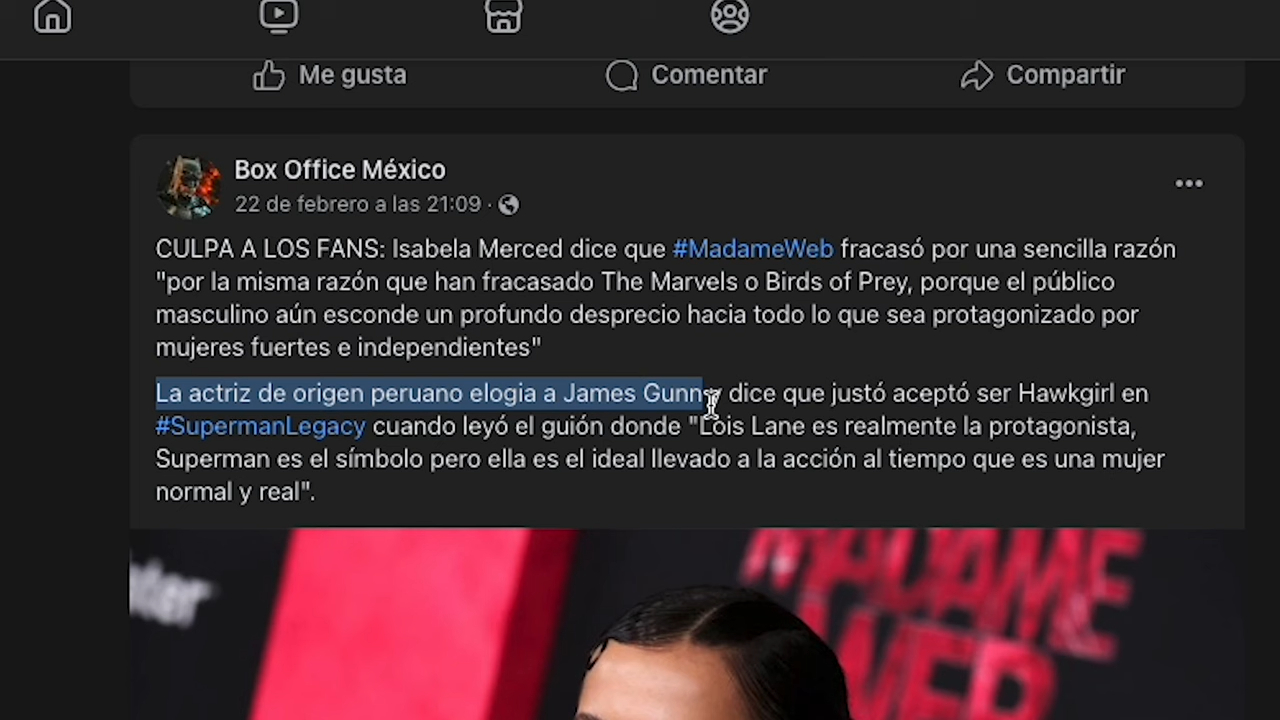 Me gusta Comentar Compartir
Box Office México
22 de febrero a las 21:09 ·
CULPA A LOS FANS: Isabela Merced dice que #MadameWeb fracasó por una sencilla razón
"por la misma razón que han fracasado The Marvels o Birds of Prey, porque el público
masculino aún esconde un profundo desprecio hacia todo lo que sea protagonizado por
mujeres fuertes e independientes"
La actriz de origen peruano elogia a James Gunn y dice que justó aceptó ser Hawkgirl en
#SupermanLegacy cuando leyó el guión donde "Lois Lane es realmente la protagonista,
Superman es el símbolo pero ella es el ideal llevado a la acción al tiempo que es una mujer
normal y real".
MADAME
WEB